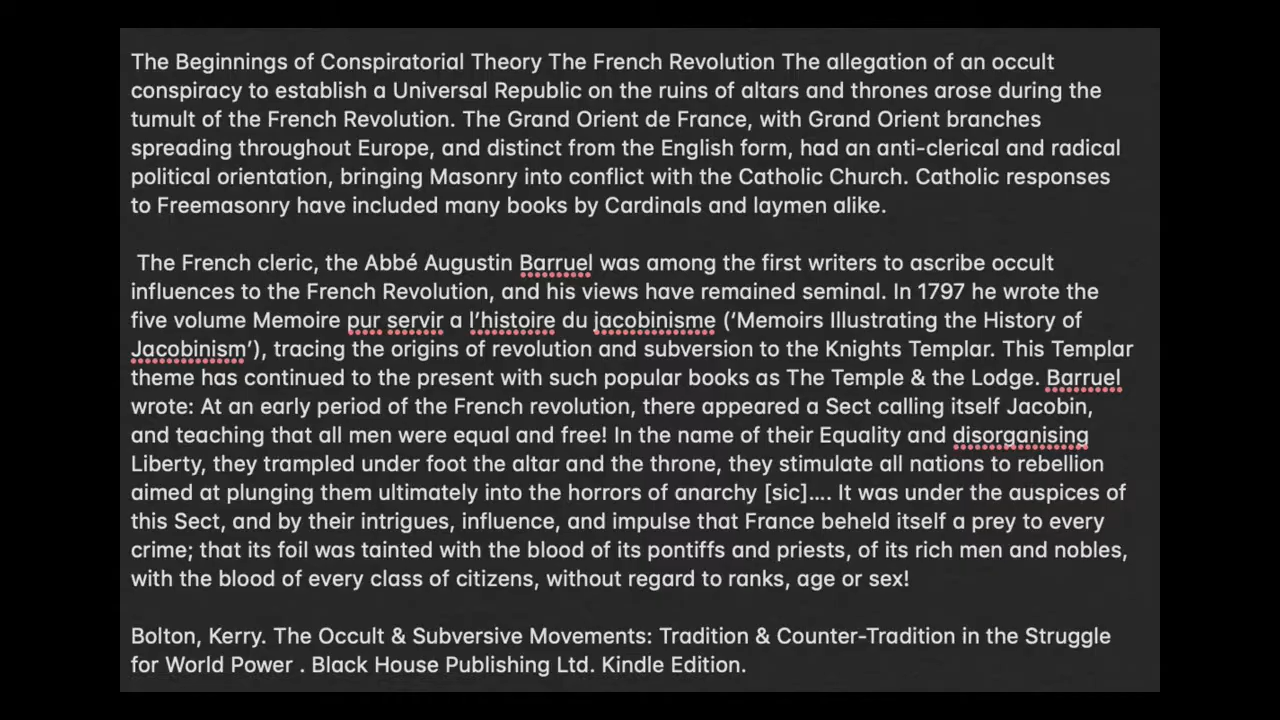 The Beginnings of Conspiratorial Theory The French Revolution The allegation of an occult
conspiracy to establish a Universal Republic on the ruins of altars and thrones arose during the
tumult of the French Revolution. The Grand Orient de France, with Grand Orient branches
spreading throughout Europe, and distinct from the English form, had an anti-clerical and radical
political orientation, bringing Masonry into conflict with the Catholic Church. Catholic responses
to Freemasonry have included many books by Cardinals and laymen alike.
The French cleric, the Abbé Augustin Barruel was among the first writers to ascribe occult
influences to the French Revolution, and his views have remained seminal. In 1797 he wrote the
five volume Memoire pur servir a l’histoire du jacobinisme (‘Memoirs Illustrating the History of
Jacobinism’), tracing the origins of revolution and subversion to the Knights Templar. This Templar
theme has continued to the present with such popular books as The Temple & the Lodge. Barruel
wrote: At an early period of the French revolution, there appeared a Sect calling itself Jacobin,
and teaching that all men were equal and free! In the name of their Equality and disorganising
Liberty, they trampled under foot the altar and the throne, they stimulate all nations to rebellion
aimed at plunging them ultimately into the horrors of anarchy [sic]…. It was under the auspices of
this Sect, and by their intrigues, influence, and impulse that France beheld itself a prey to every
crime; that its foil was tainted with the blood of its pontiffs and priests, of its rich men and nobles,
with the blood of every class of citizens, without regard to ranks, age or sex!
Bolton, Kerry. The Occult & Subversive Movements: Tradition & Counter-Tradition in the Struggle
for World Power . Black House Publishing Ltd. Kindle Edition.